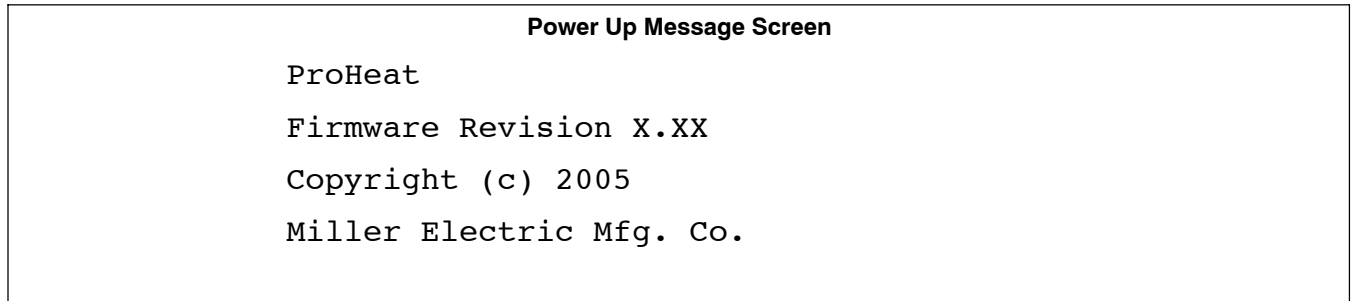 Power Up Message Screen
ProHeat
Firmware Revision X.XX
Copyright (c) 2005
Miller Electric Mfg. Co.